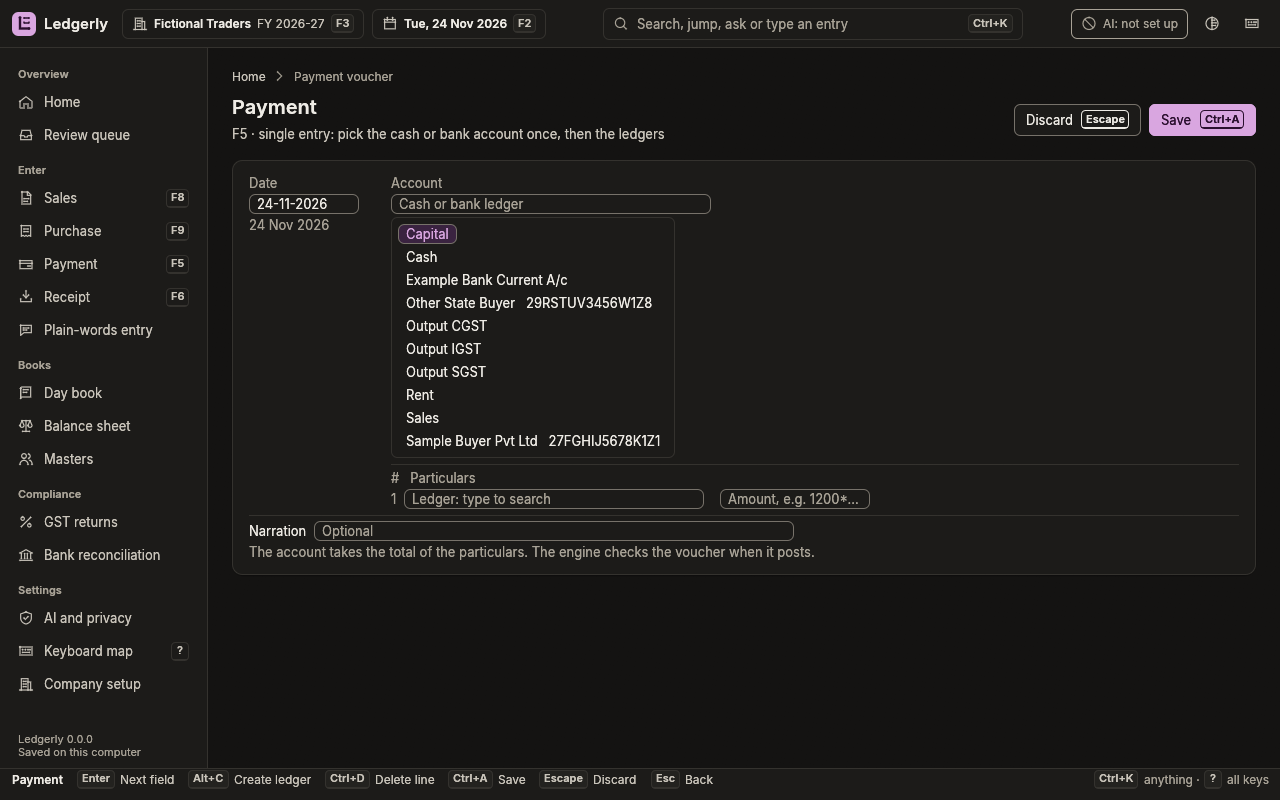 Ledgerly
Fictional Traders FY 2026-27 F3
Tue, 24 Nov 2026 F2
Search, jump, ask or type an entry Ctrl+K
AI: not set up
Overview
Home
Review queue
Enter
Sales F8
Purchase F9
Payment F5
Receipt F6
Plain-words entry
Books
Day book
Balance sheet
Masters
Compliance
GST returns
Bank reconciliation
Settings
AI and privacy
Keyboard map ?
Company setup
Ledgerly 0.0.0
Saved on this computer
Home Payment voucher
Payment
F5 · single entry: pick the cash or bank account once, then the ledgers
Discard Escape
Save Ctrl+A
Date
24-11-2026
24 Nov 2026
Account
Cash or bank ledger
Capital
Cash
Example Bank Current A/c
Other State Buyer 29RSTUV3456W1Z8
Output CGST
Output IGST
Output SGST
Rent
Sales
Sample Buyer Pvt Ltd 27FGHIJ5678K1Z1
# Particulars
1 Ledger: type to search Amount, e.g. 1200*...
Narration Optional
The account takes the total of the particulars. The engine checks the voucher when it posts.
Payment Enter Next field Alt+C Create ledger Ctrl+D Delete line Ctrl+A Save Escape Discard Esc Back
Ctrl+K anything · ? all keys